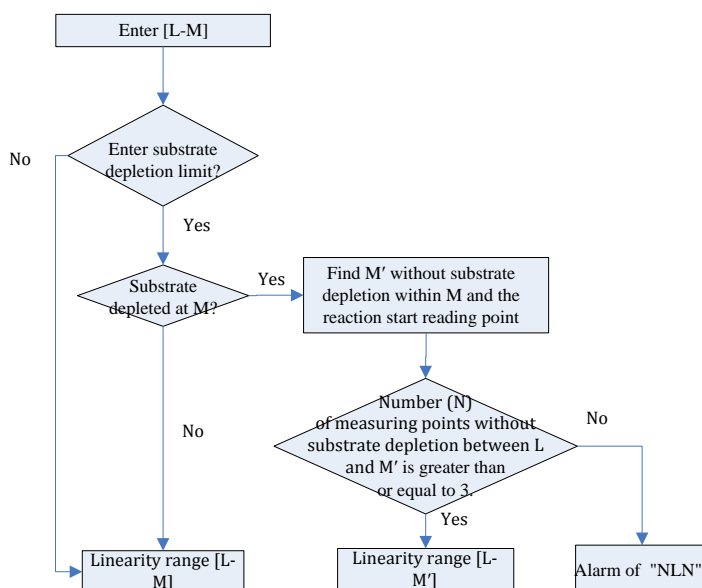 Enter [L-M]
No
Enter substrate
depletion limit?
Yes
Substrate
depleted at M?
Yes
Find M′ without substrate
depletion within M and the
reaction start reading point
No
Number (N)
of measuring points without
substrate depletion between L
and M′ is greater than
or equal to 3.
No
Yes
Linearity range [L-
M]
Linearity range [L-
M′]
Alarm of "NLN"